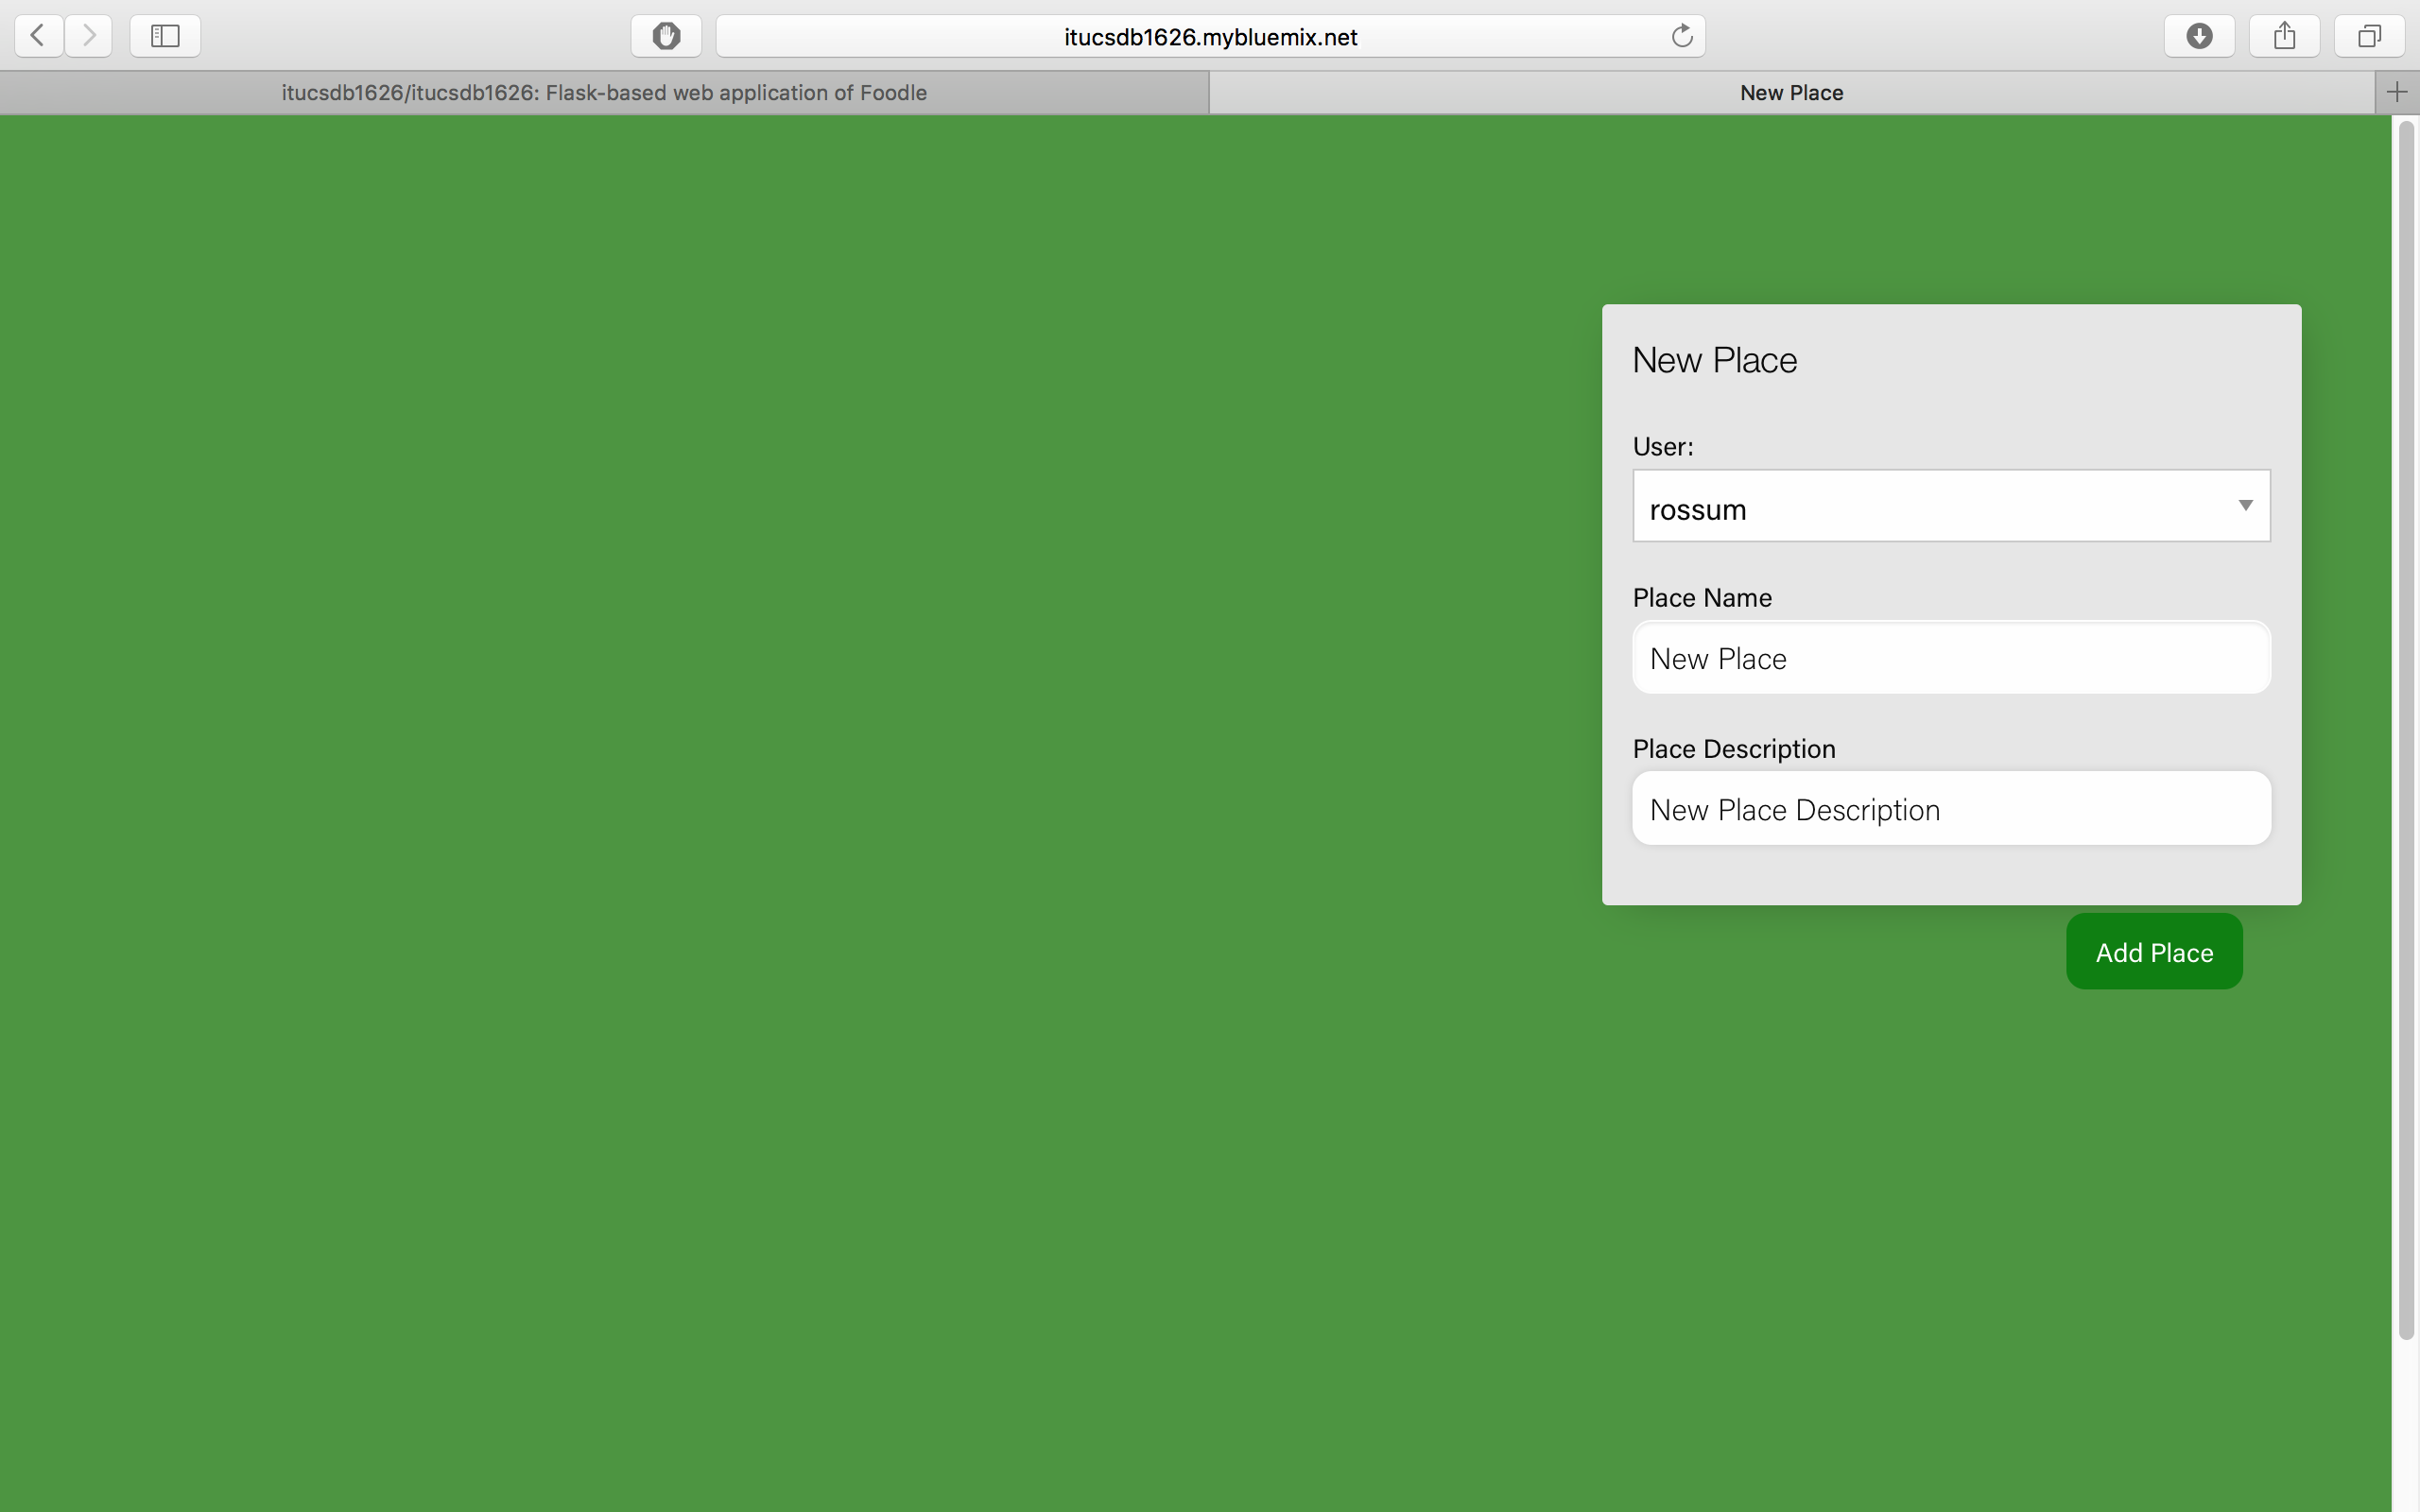 itucsdb1626.mybluemix.net
itucsdb1626/itucsdb1626: Flask-based web application of Foodle
New Place
New Place
User:
rossum
Place Name
New Place
Place Description
New Place Description
Add Place